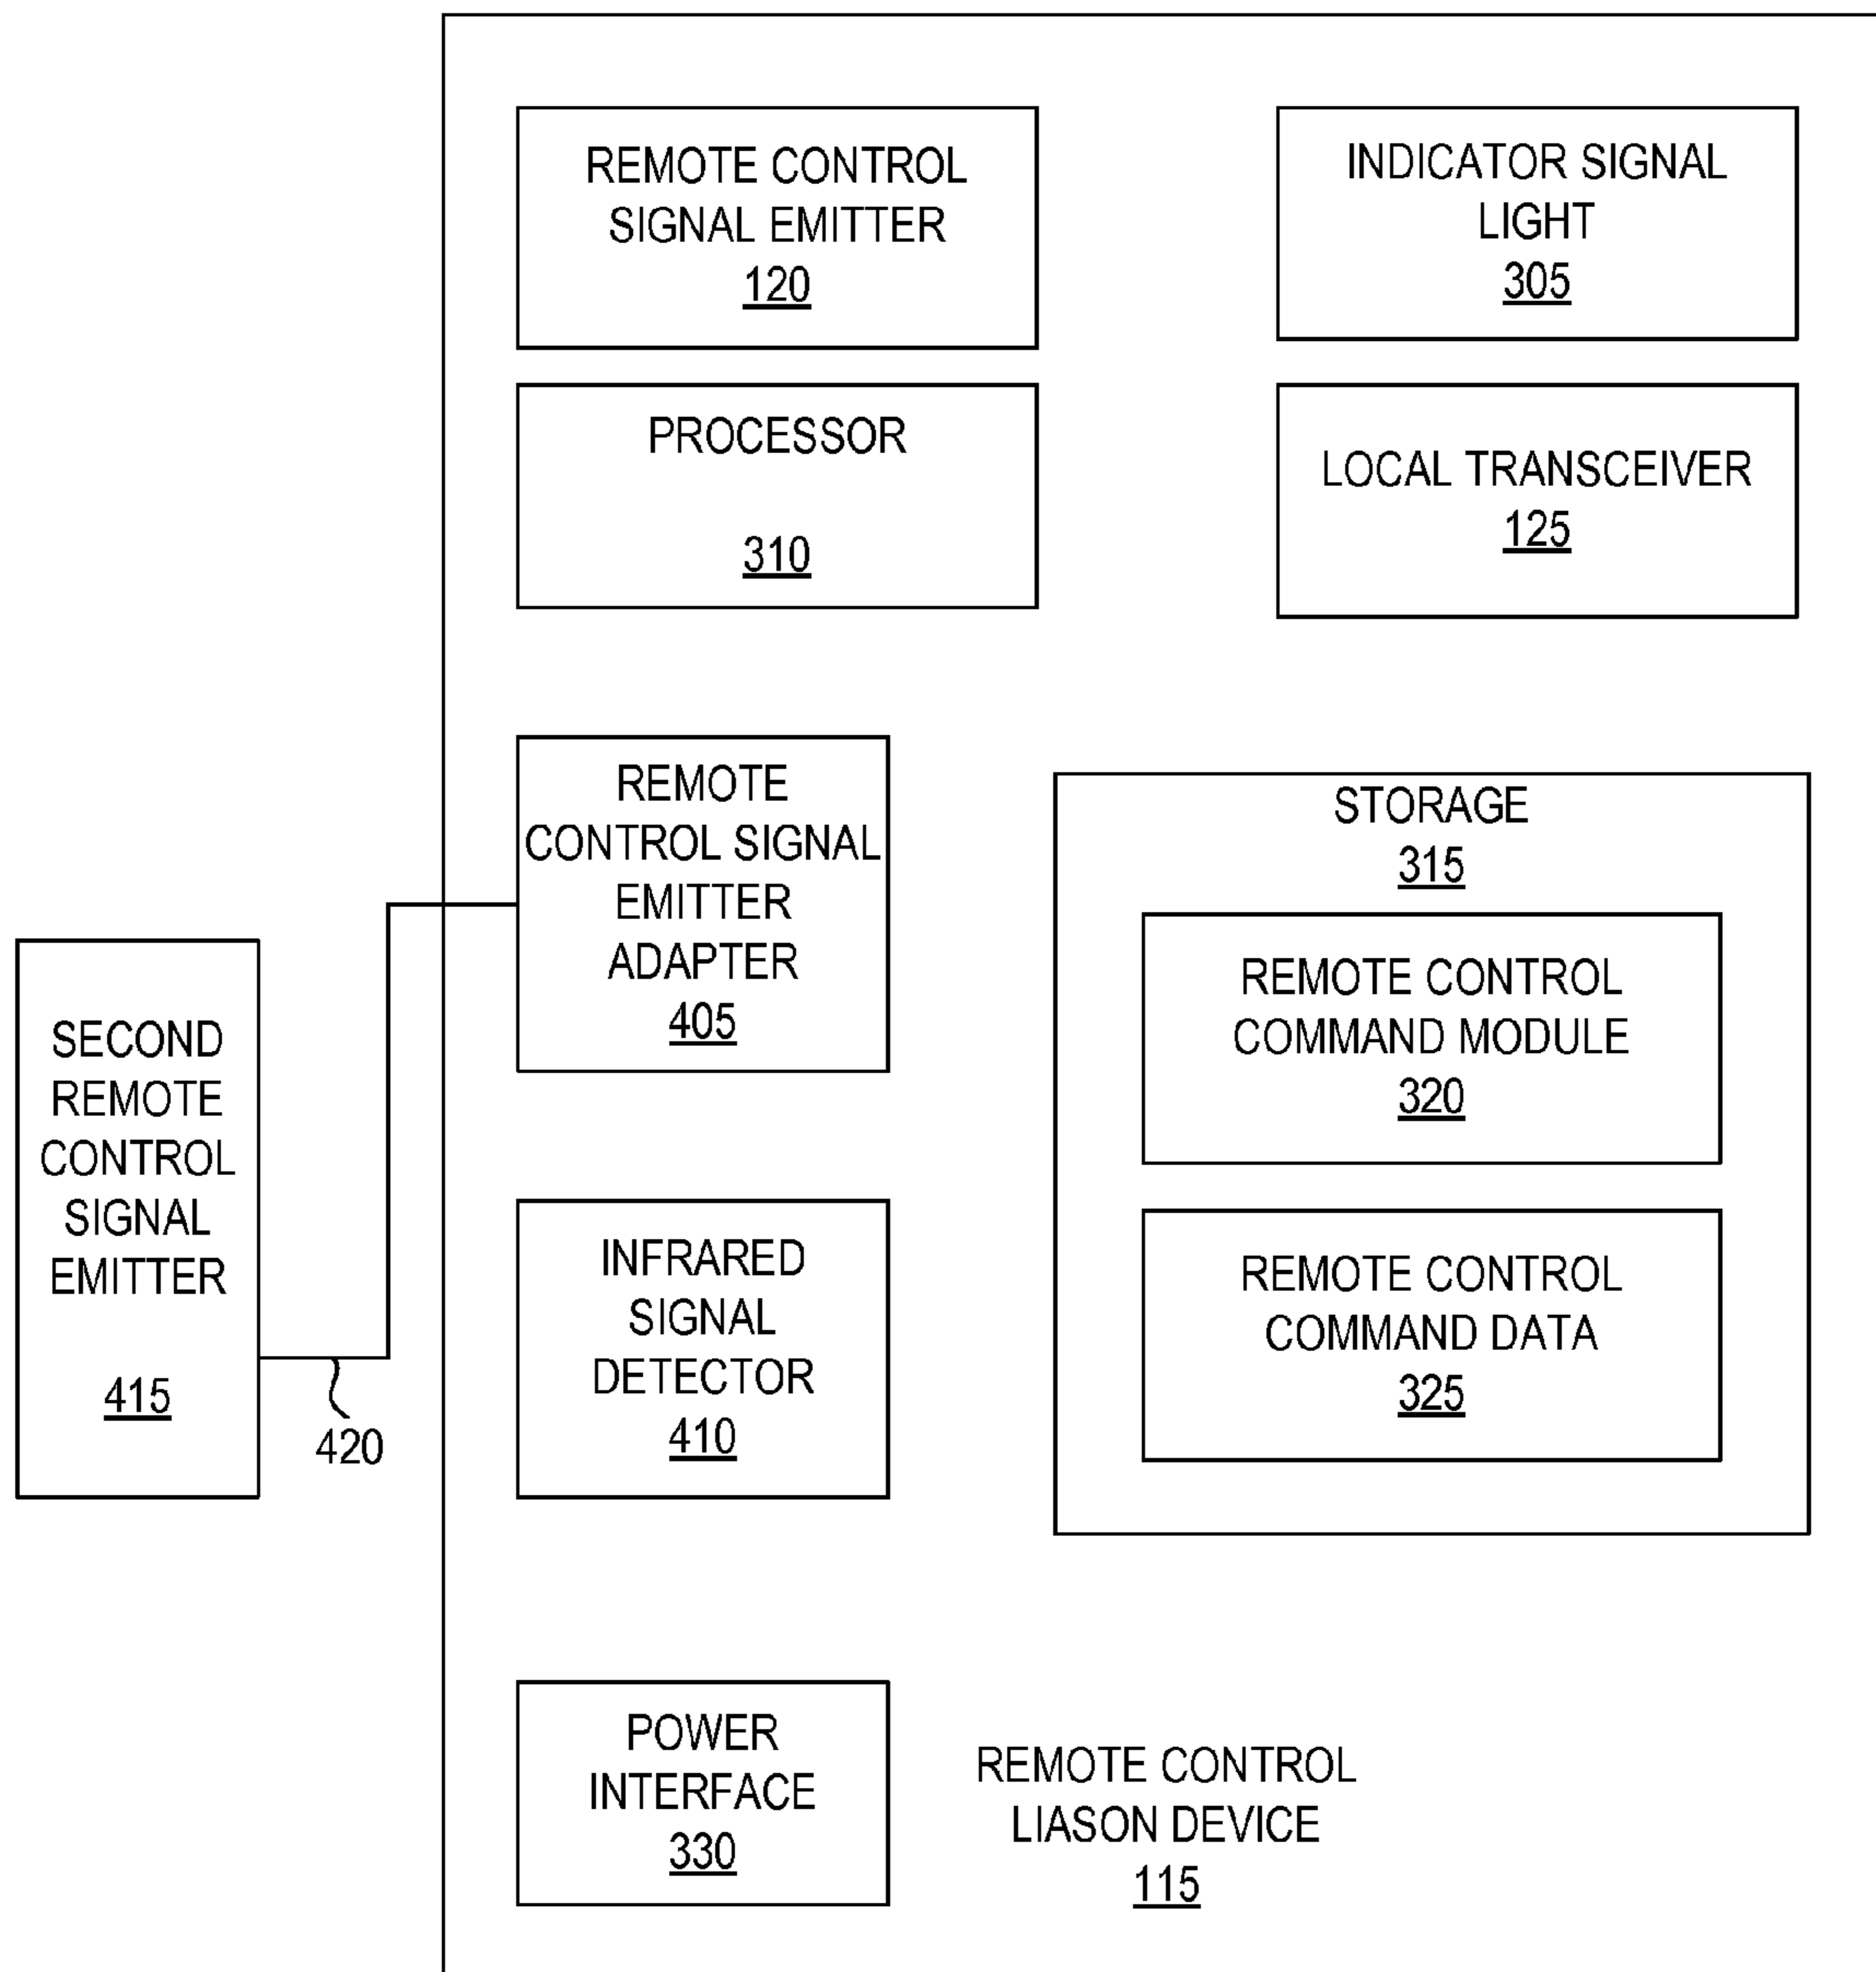 REMOTE CONTROL
SIGNAL EMITTER
120
INDICATOR SIGNAL
LIGHT
305
PROCESSOR
310
LOCAL TRANSCEIVER
125
REMOTE
CONTROL SIGNAL
EMITTER
ADAPTER
405
STORAGE
315
REMOTE CONTROL
COMMAND MODULE
320
REMOTE CONTROL
COMMAND DATA
325
SECOND
REMOTE
CONTROL
SIGNAL
EMITTER
415
420
INFRARED
SIGNAL
DETECTOR
410
POWER
INTERFACE
330
REMOTE CONTROL
LIASON DEVICE
115